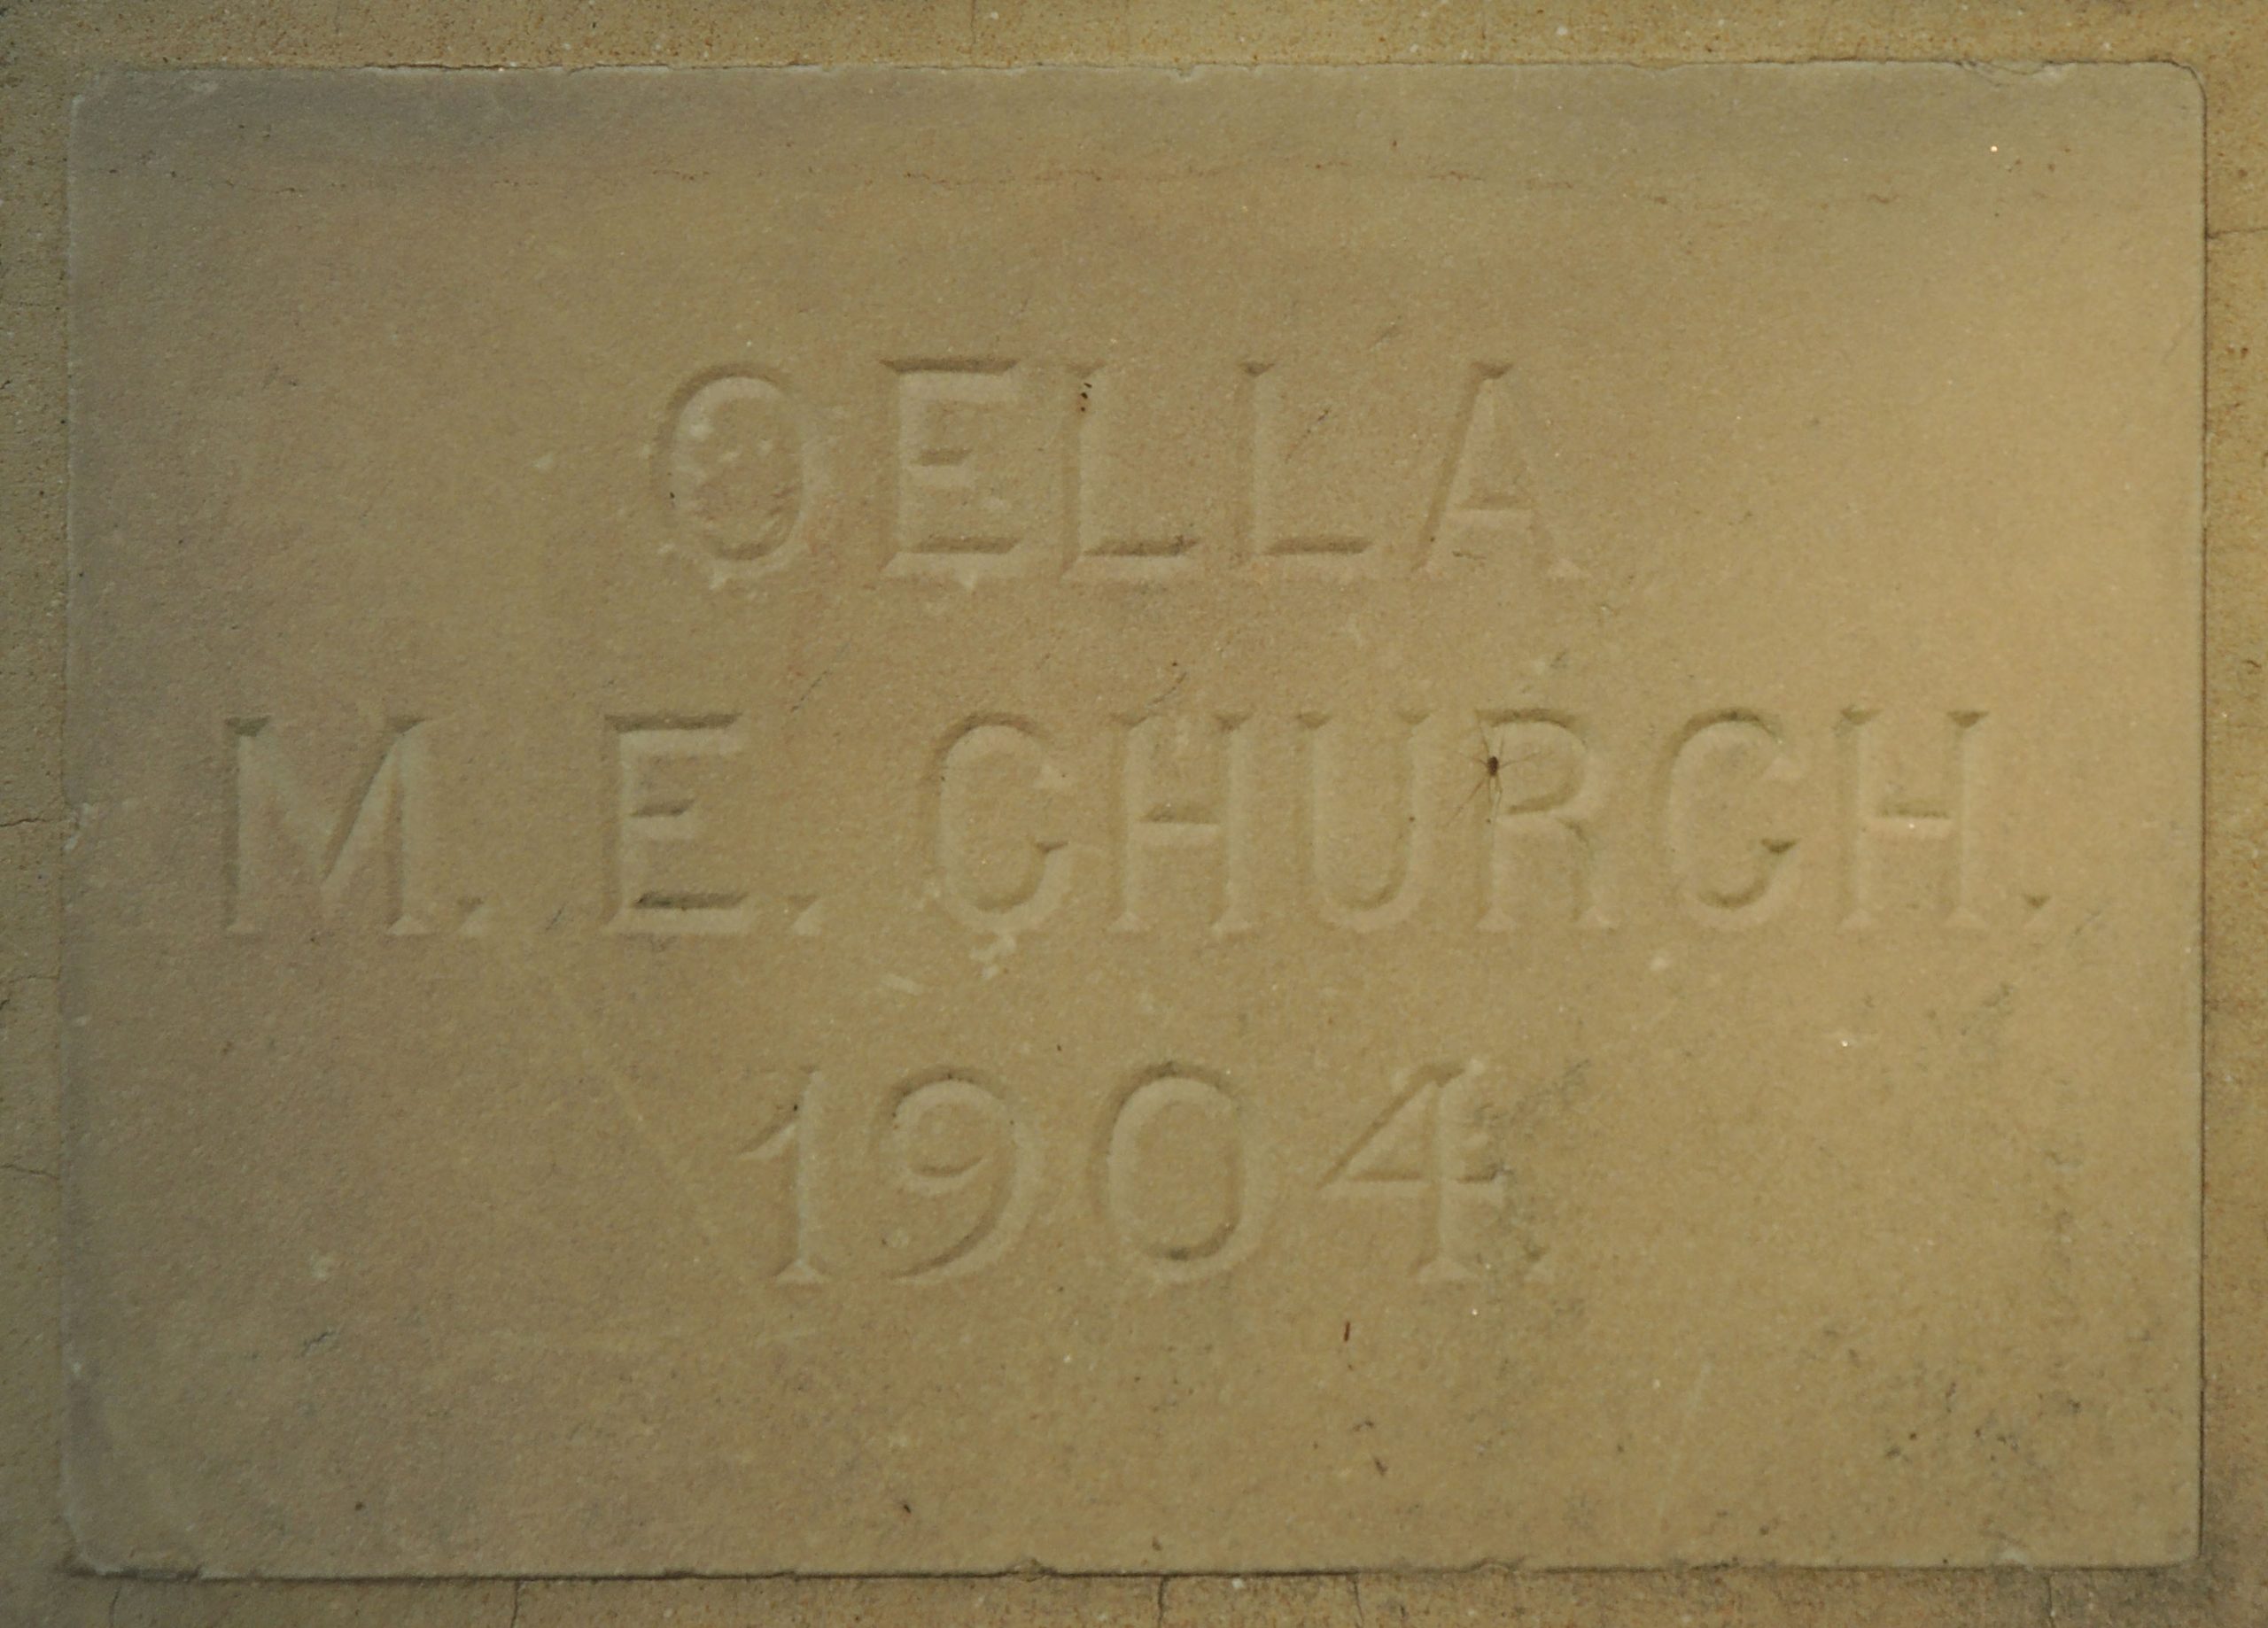 OELLA
M. E. CHURCH.
1904